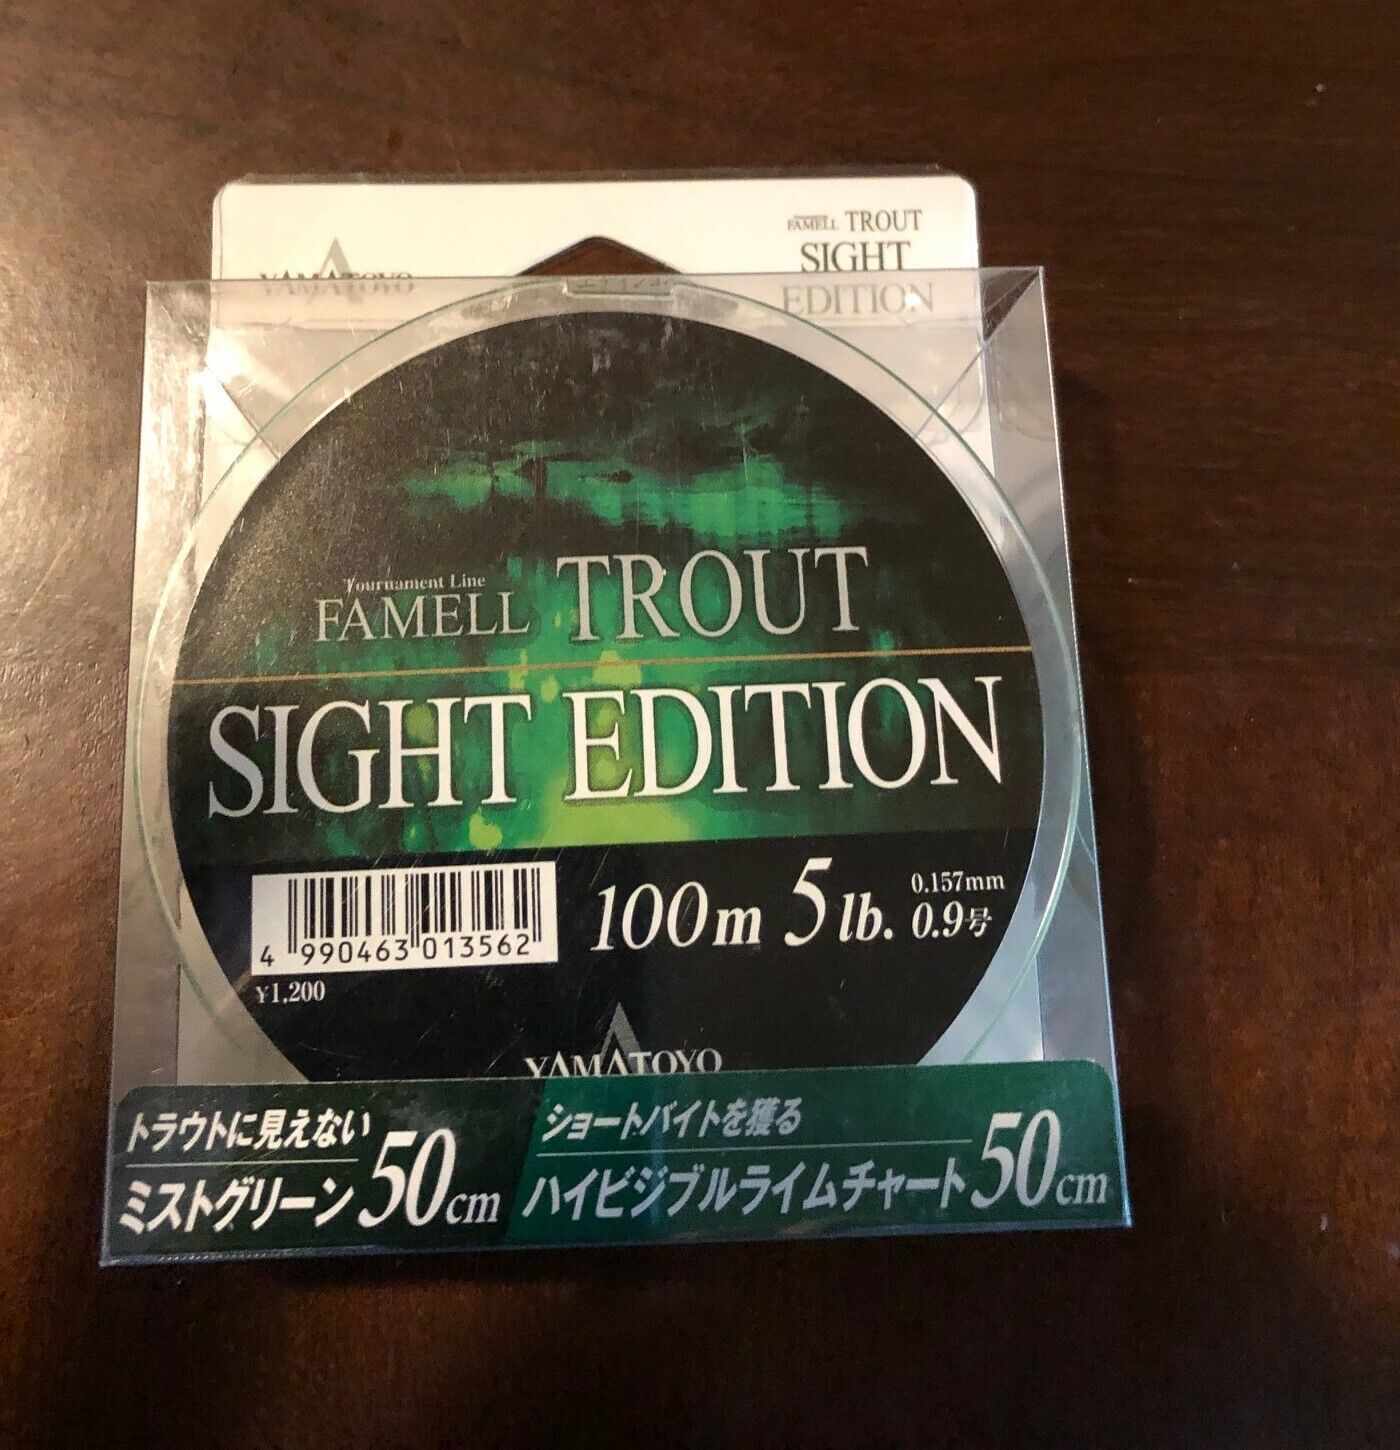 YAMATOYO
FAMELL TROUT
SIGHT
EDITION
Tournament Line
FAMELL TROUT
SIGHT EDITION
4 990463 013562
¥1,200
100m 5 lb. 0.157mm
0.9号
YAMATOYO
トラウトに見えない
ミストグリーン 50cm
ショートバイトを獲る
ハイビジブルライムチャート 50cm